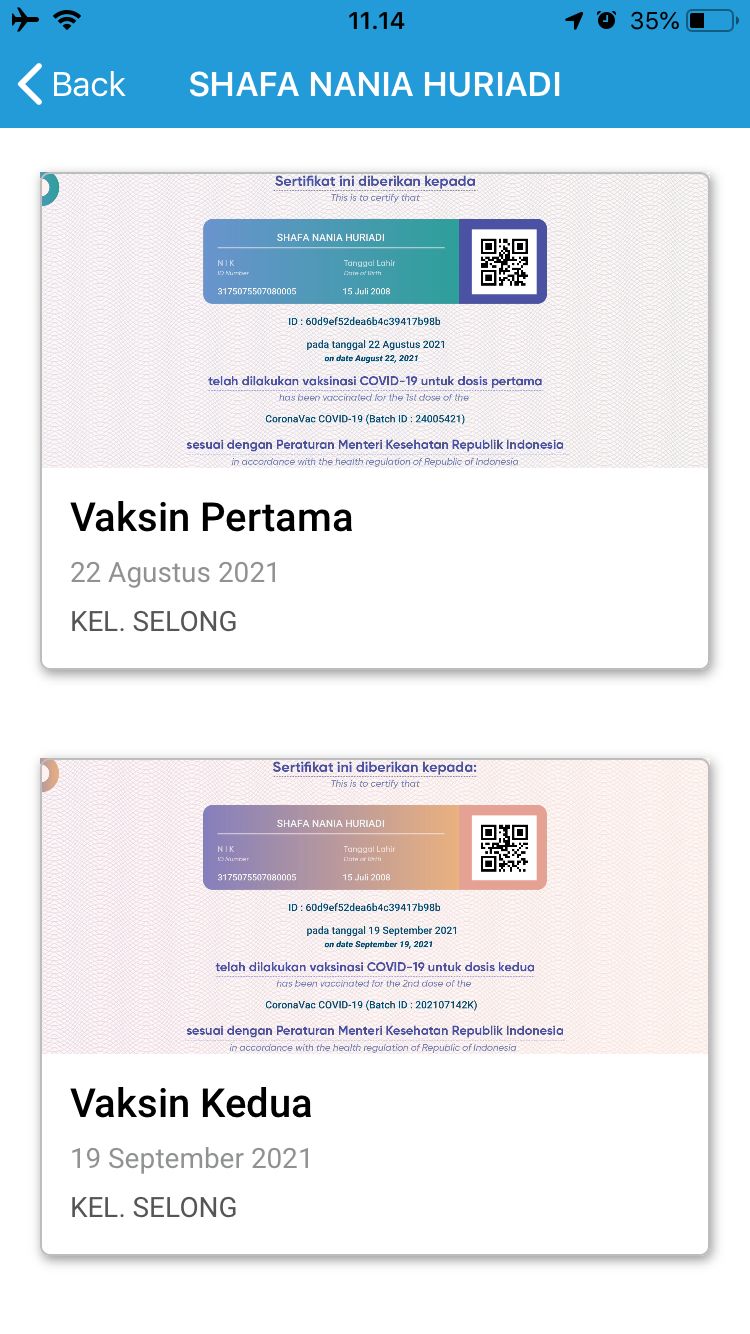 11.14
35%
Back
SHAFA NANIA HURIADI
Sertifikat ini diberikan kepada
This is to certify that
SHAFA NANIA HURIADI
N I K
Tanggal Lahir
ID Number
Date of Birth
3175075507080005
15 Juli 2008
ID : 60d9ef52dea6b4c39417b98b
pada tanggal 22 Agustus 2021
on date August 22, 2021
telah dilakukan vaksinasi COVID-19 untuk dosis pertama
has been vaccinated for the 1st dose of the
CoronaVac COVID-19 (Batch ID : 24005421)
sesuai dengan Peraturan Menteri Kesehatan Republik Indonesia
in accordance with the health regulation of Republic of Indonesia
Vaksin Pertama
22 Agustus 2021
KEL. SELONG
Sertifikat ini diberikan kepada:
This is to certify that
SHAFA NANIA HURIADI
N I K
Tanggal Lahir
ID Number
Date of Birth
3175075507080005
15 Juli 2008
ID : 60d9ef52dea6b4c39417b98b
pada tanggal 19 September 2021
on date September 19, 2021
telah dilakukan vaksinasi COVID-19 untuk dosis kedua
has been vaccinated for the 2nd dose of the
CoronaVac COVID-19 (Batch ID : 202107142K)
sesuai dengan Peraturan Menteri Kesehatan Republik Indonesia
in accordance with the health regulation of Republic of Indonesia
Vaksin Kedua
19 September 2021
KEL. SELONG